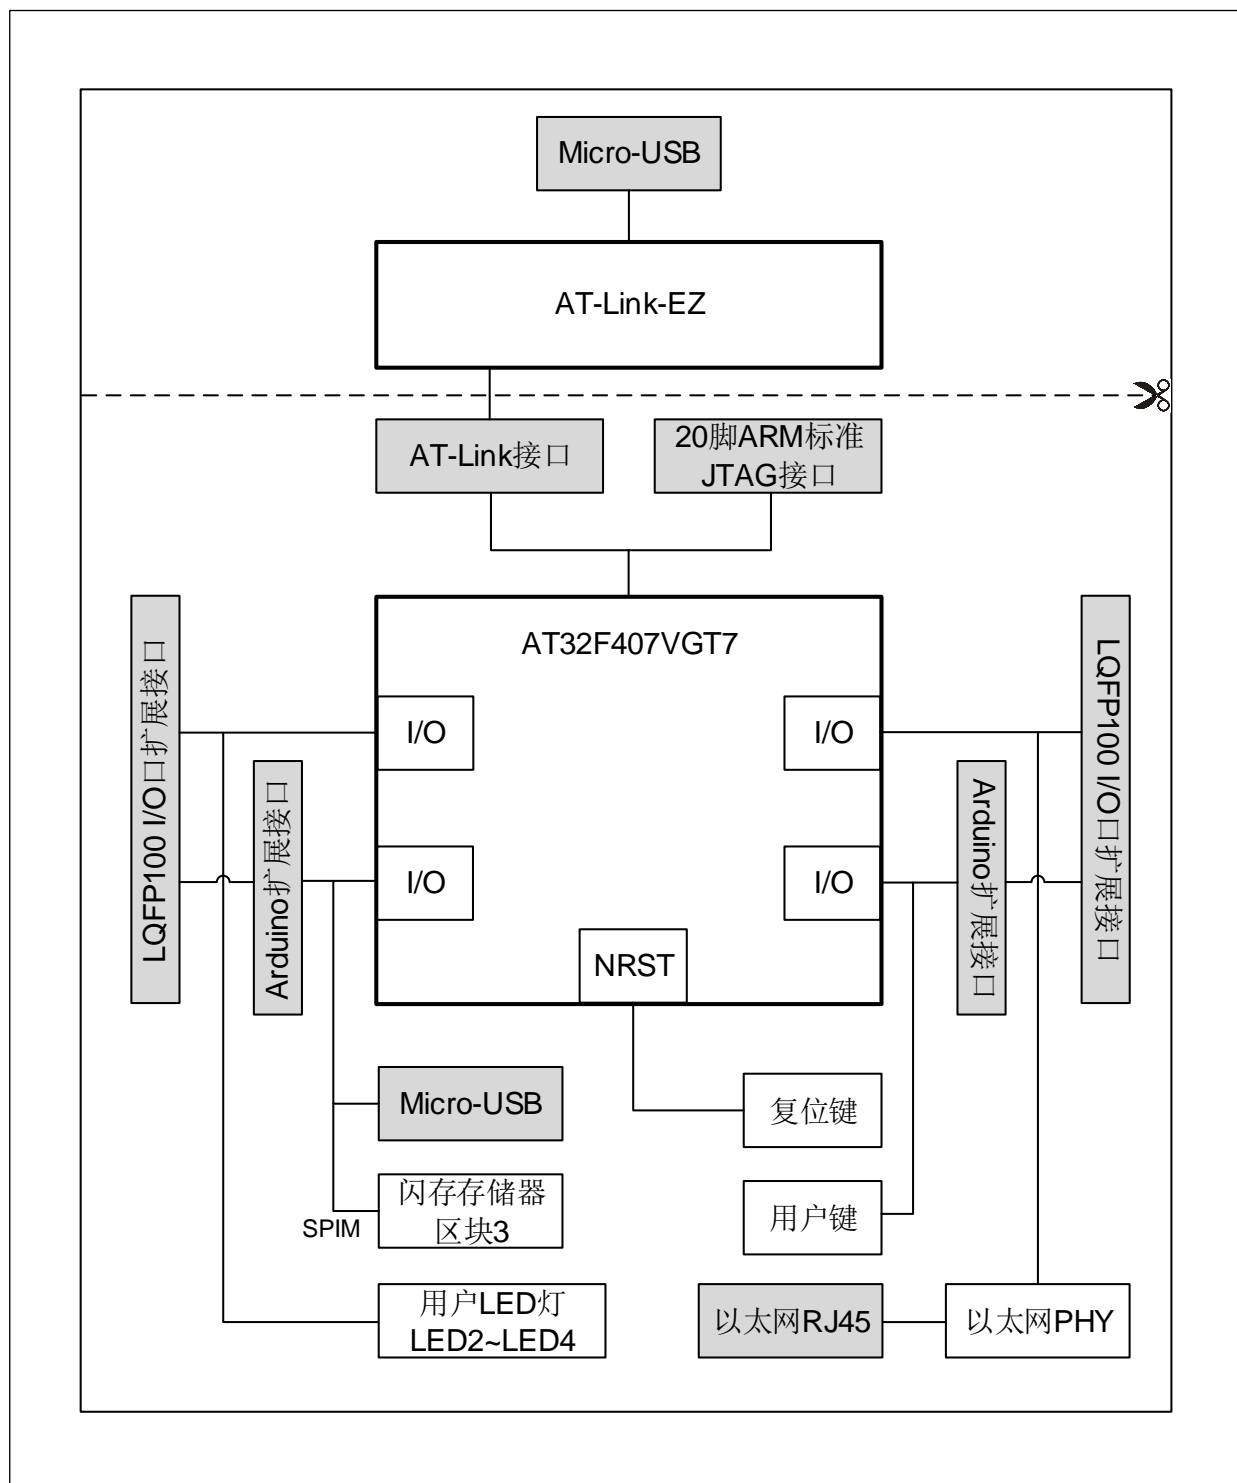 Micro-USB
AT-Link-EZ
AT-Link接口
20脚ARM标准
JTAG接口
AT32F407VGT7
LQFP100 I/O口扩展接口
Arduino扩展接口
I/O
I/O
I/O
I/O
NRST
Arduino扩展接口
LQFP100 I/O口扩展接口
Micro-USB
复位键
SPIM
闪存存储器
区块3
用户键
用户LED灯
LED2~LED4
以太网RJ45
以太网PHY